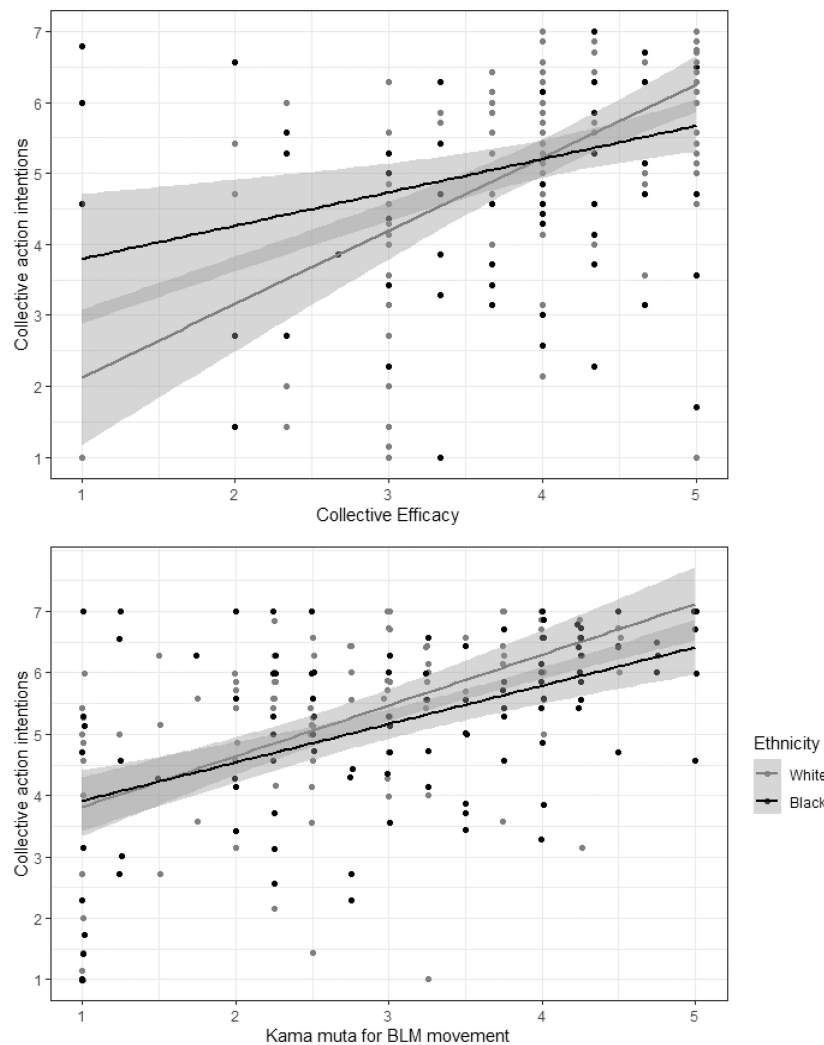 7
6
5
4
3
2
1
Collective action intentions
1 2 3 4 5
Collective Efficacy
7
6
5
4
3
2
1
Collective action intentions
1 2 3 4 5
Kama muta for BLM movement
Ethnicity
White
Black